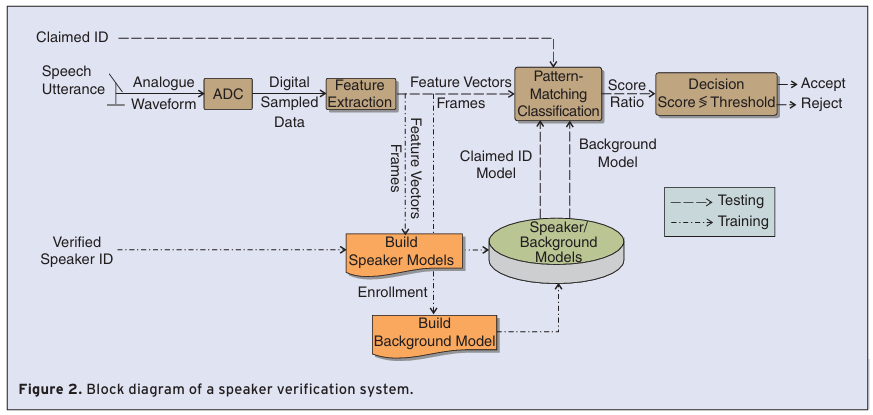 Claimed ID
Speech
Utterance
Analogue
Waveform
ADC
Digital
Sampled
Data
Feature
Extraction
Feature Vectors
Frames
Pattern-
Matching
Classification
Score
Ratio
Decision
Score ≶ Threshold
Accept
Reject
Feature Vectors
Frames
Claimed ID
Model
Background
Model
Testing
Training
Verified
Speaker ID
Build
Speaker Models
Speaker/
Background
Models
Enrollment
Build
Background Model
Figure 2. Block diagram of a speaker verification system.